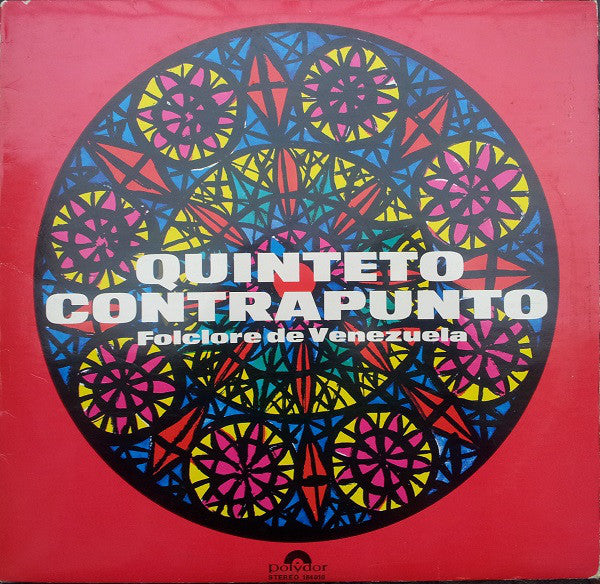 QUINTETO
CONTRAPUNTO
Folclore de Venezuela
polydor
STEREO